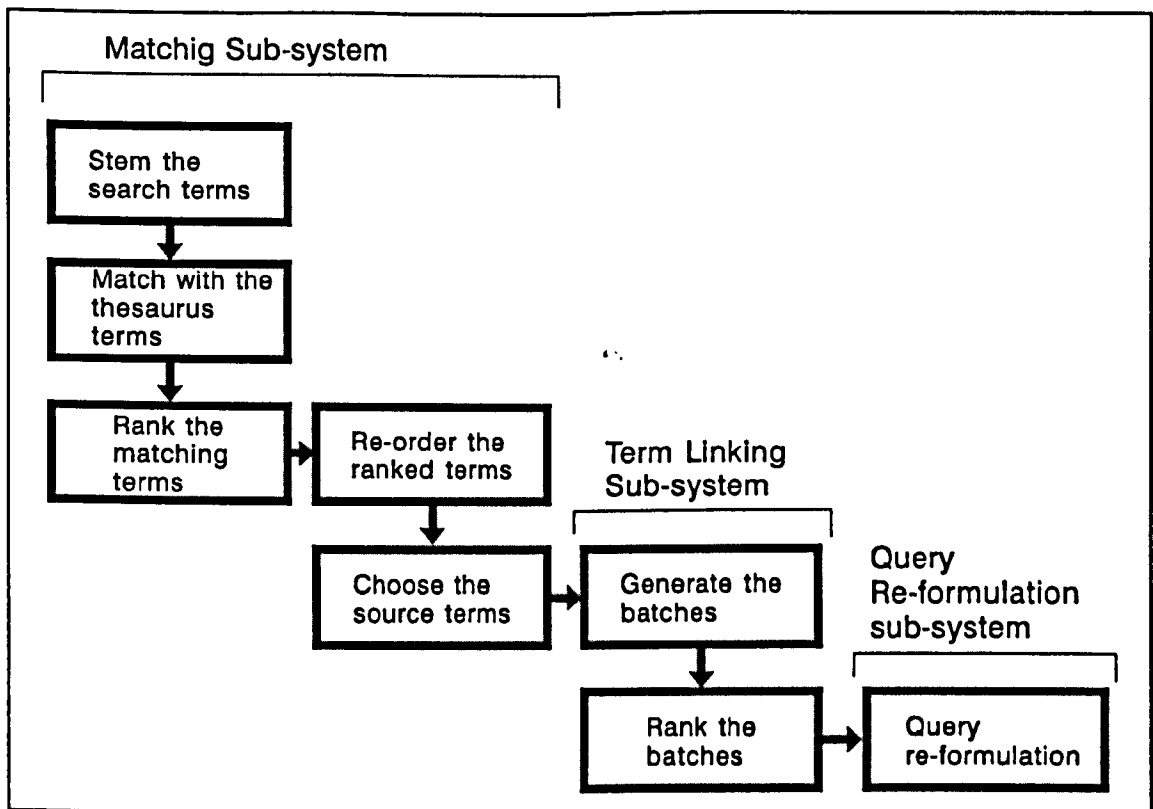 Matchig Sub-system
Stem the
search terms
Match with the
thesaurus
terms
Rank the
matching
terms
Re-order the
ranked terms
Choose the
source terms
Term Linking
Sub-system
Generate the
batches
Rank the
batches
Query
Re-formulation
sub-system
Query
re-formulation